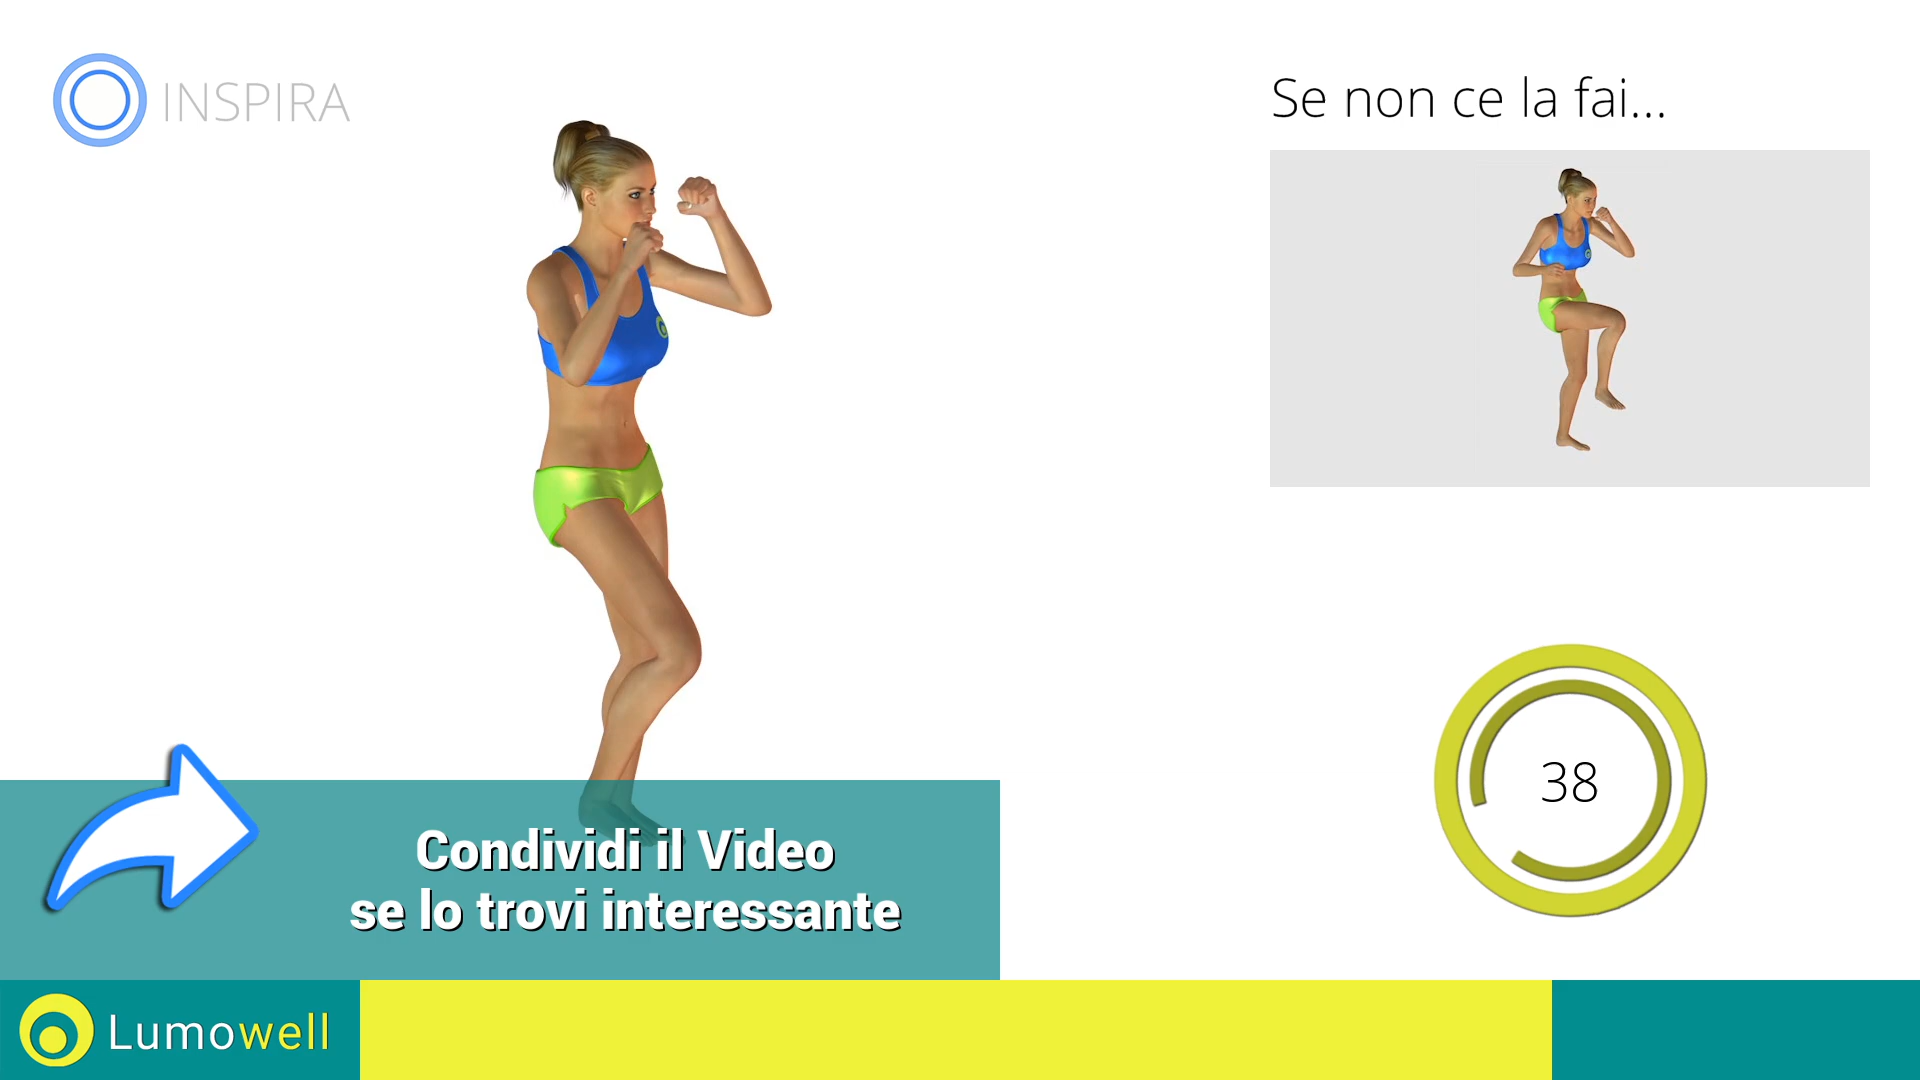 INSPIRA
Se non ce la fai...
38
Condividi il Video
se lo trovi interessante
Lumowell